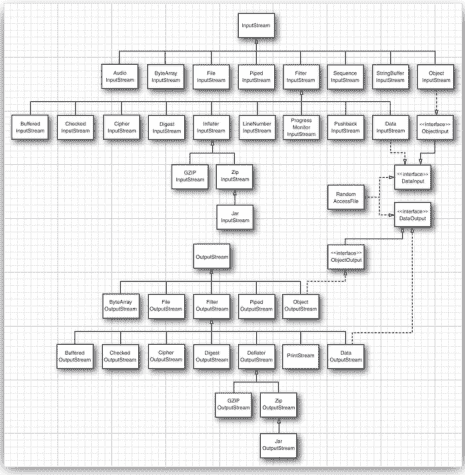 InputStream
Audio
InputStream
ByteArray
InputStream
File
InputStream
Piped
InputStream
Filter
InputStream
Sequence
InputStream
StringBuffer
InputStream
Object
InputStream
Buffered
InputStream
Checked
InputStream
Cipher
InputStream
Digest
InputStream
Inflater
InputStream
LineNumber
InputStream
Progress
Monitor
InputStream
Pushback
InputStream
Data
InputStream
<<interface>>
ObjectInput
GZIP
InputStream
Zip
InputStream
<<interface>>
DataInput
Random
AccessFile
Jar
InputStream
<<interface>>
DataOutput
OutputStream
<<interface>>
ObjectOutput
ByteArray
OutputStream
File
OutputStream
Filter
OutputStream
Piped
OutputStream
Object
OutputStream
Buffered
OutputStream
Checked
OutputStream
Cipher
OutputStream
Digest
OutputStream
Deflator
OutputStream
PrintStream
Data
OutputStream
GZIP
OutputStream
Zip
OutputStream
Jar
OutputStream